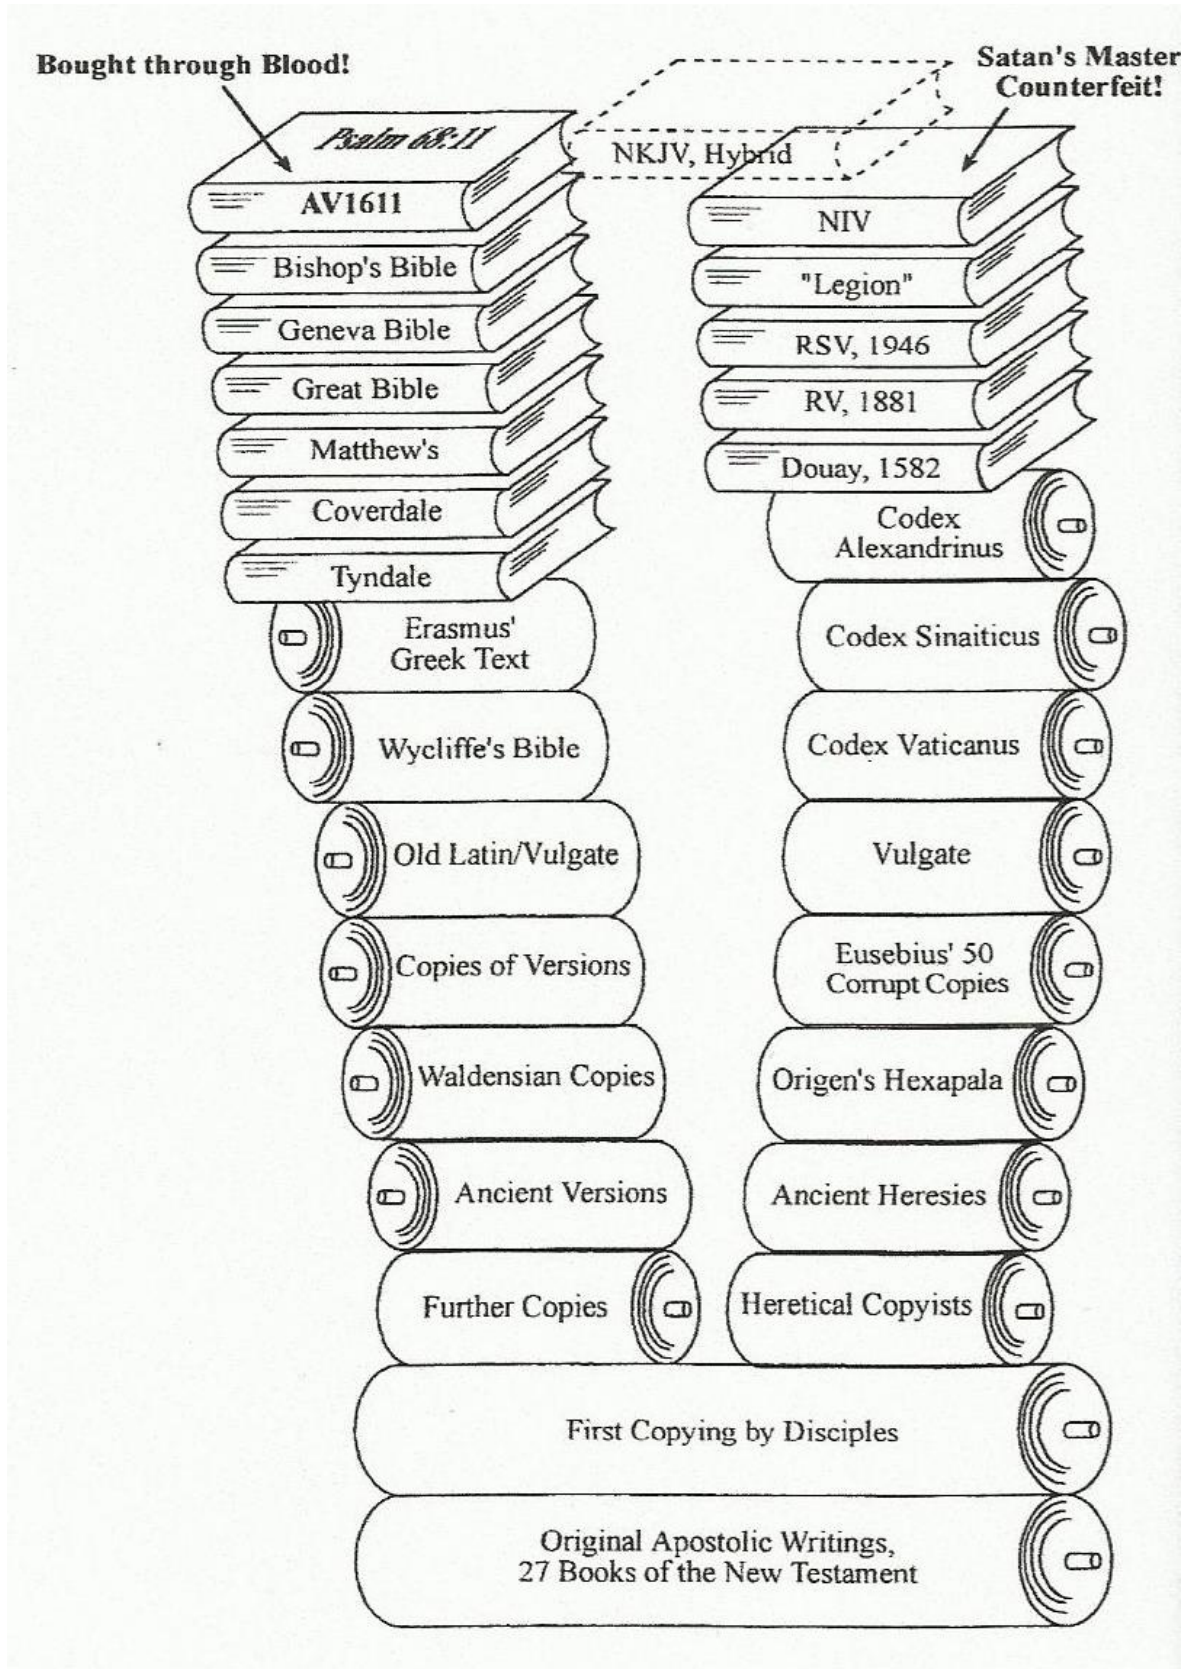 Bought through Blood!
Satan's Master
Counterfeit!
Psalm 68:11
NKJV, Hybrid
AV1611
Bishop's Bible
Geneva Bible
Great Bible
Matthew's
Coverdale
Tyndale
Erasmus'
Greek Text
Wycliffe's Bible
Old Latin/Vulgate
Copies of Versions
Waldensian Copies
Ancient Versions
Further Copies
NIV
"Legion"
RSV, 1946
RV, 1881
Douay, 1582
Codex
Alexandrinus
Codex Sinaiticus
Codex Vaticanus
Vulgate
Eusebius' 50
Corrupt Copies
Origen's Hexapala
Ancient Heresies
Heretical Copyists
First Copying by Disciples
Original Apostolic Writings,
27 Books of the New Testament